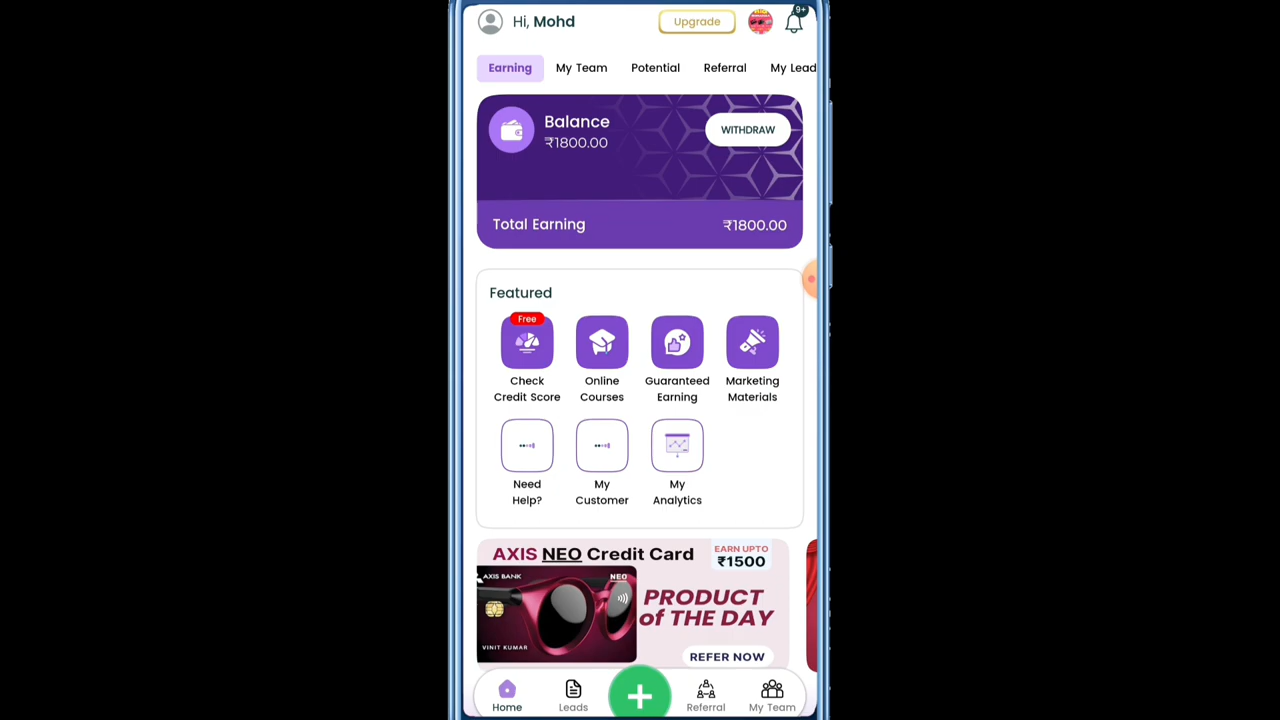 Hi, Mohd
Upgrade
9+
Earning
My Team
Potential
Referral
My Lead
Balance
₹1800.00
WITHDRAW
Total Earning
₹1800.00
Featured
Free
Check
Credit Score
Online
Courses
Guaranteed
Earning
Marketing
Materials
Need
Help?
My
Customer
My
Analytics
AXIS NEO Credit Card
EARN UPTO
₹1500
AXIS BANK
NEO
VINIT KUMAR
PRODUCT
of THE DAY
REFER NOW
Home
Leads
Referral
My Team